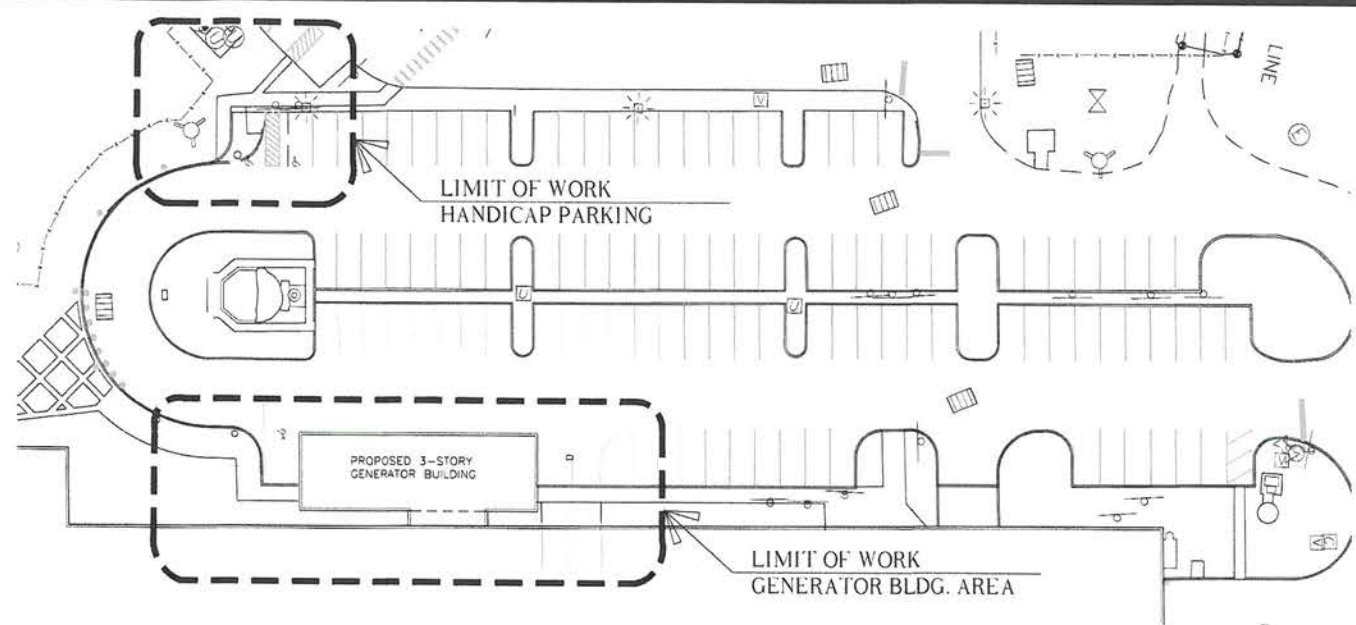 LINE
V
LIMIT OF WORK
HANDICAP PARKING
U
U
PROPOSED 3-STORY
GENERATOR BUILDING
LIMIT OF WORK
GENERATOR BLDG. AREA